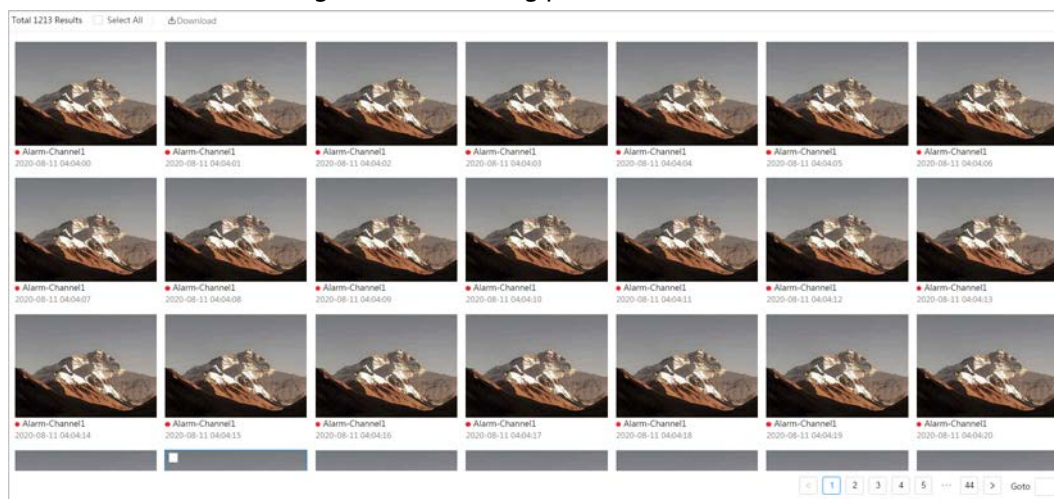 Total 1213 Results Select All Download
Alarm-Channel1 Alarm-Channel1 Alarm-Channel1 Alarm-Channel1 Alarm-Channel1 Alarm-Channel1 Alarm-Channel1
2020-08-11 04:04:00 2020-08-11 04:04:01 2020-08-11 04:04:02 2020-08-11 04:04:03 2020-08-11 04:04:04 2020-08-11 04:04:05 2020-08-11 04:04:06
Alarm-Channel1 Alarm-Channel1 Alarm-Channel1 Alarm-Channel1 Alarm-Channel1 Alarm-Channel1 Alarm-Channel1
2020-08-11 04:04:07 2020-08-11 04:04:08 2020-08-11 04:04:09 2020-08-11 04:04:10 2020-08-11 04:04:11 2020-08-11 04:04:12 2020-08-11 04:04:13
Alarm-Channel1 Alarm-Channel1 Alarm-Channel1 Alarm-Channel1 Alarm-Channel1 Alarm-Channel1 Alarm-Channel1
2020-08-11 04:04:14 2020-08-11 04:04:15 2020-08-11 04:04:16 2020-08-11 04:04:17 2020-08-11 04:04:18 2020-08-11 04:04:19 2020-08-11 04:04:20
< 1 2 3 4 5 ··· 44 > Goto